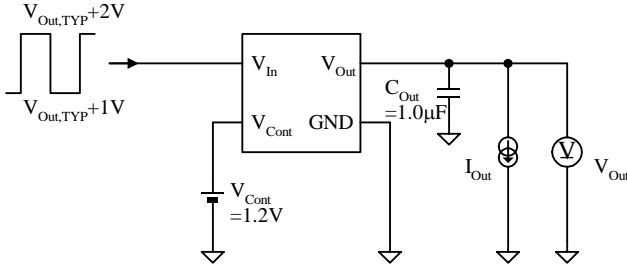 V_Out,TYP+2V
V_Out,TYP+1V
V_In
V_Out
V_Cont
GND
C_Out
=1.0μF
V_Cont
=1.2V
I_Out
V
V_Out